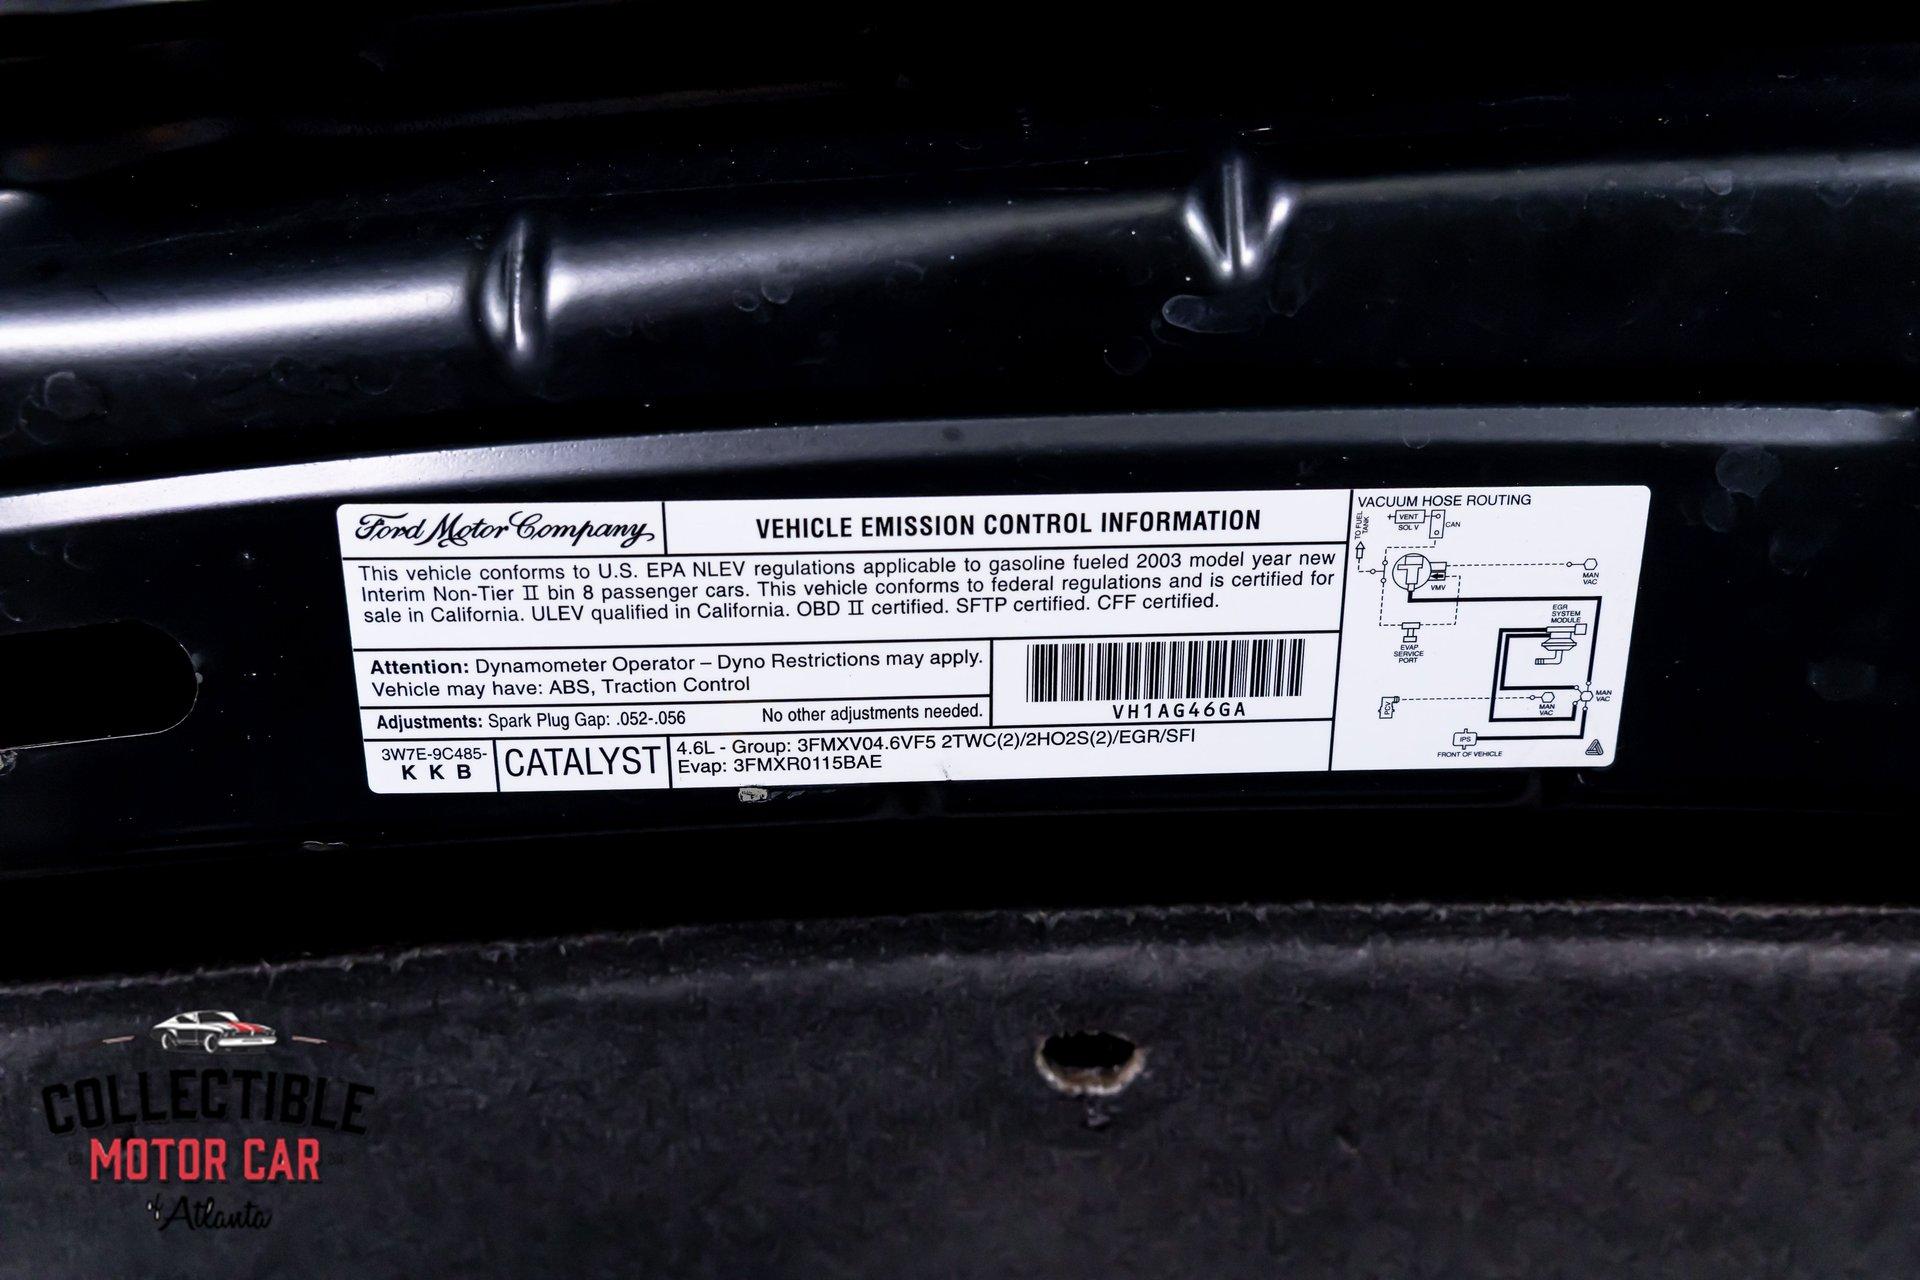 Ford Motor Company
VEHICLE EMISSION CONTROL INFORMATION
This vehicle conforms to U.S. EPA NLEV regulations applicable to gasoline fueled 2003 model year new
Interim Non-Tier II bin 8 passenger cars. This vehicle conforms to federal regulations and is certified for
sale in California. ULEV qualified in California. OBD II certified. SFTP certified. CFF certified.
Attention: Dynamometer Operator – Dyno Restrictions may apply.
Vehicle may have: ABS, Traction Control
Adjustments: Spark Plug Gap: .052-.056 No other adjustments needed.
VH1AG46GA
3W7E-9C485-
K K B
CATALYST
4.6L - Group: 3FMXV04.6VF5 2TWC(2)/2HO2S(2)/EGR/SFI
Evap: 3FMXR0115BAE
VACUUM HOSE ROUTING
TO FUEL
TANK
VENT
SOL V
CAN
VMV
MAN
VAC
EGR
SYSTEM
MODULE
EVAP
SERVICE
PORT
PCV
MAN
VAC
MAN
VAC
IPS
FRONT OF VEHICLE
COLLECTIBLE
MOTOR CAR
of Atlanta